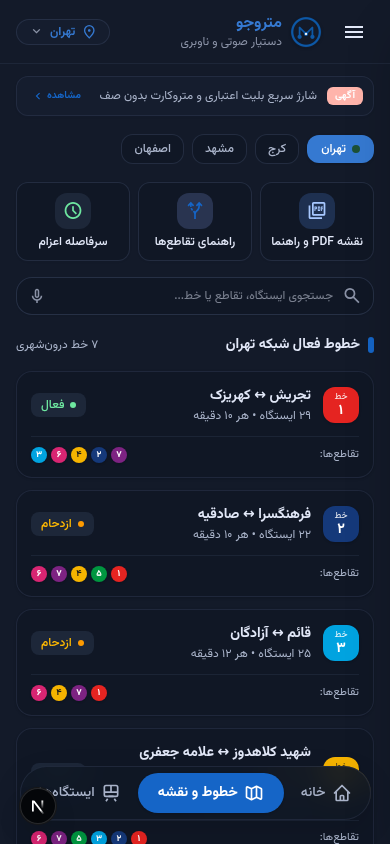 متروجو
دستیار صوتی و ناوبری
تهران
آگهی
شارژ سریع بلیت اعتباری و متروکارت بدون صف
مشاهده
تهران
کرج
مشهد
اصفهان
نقشه PDF و راهنما
راهنمای تقاطع‌ها
سرفاصله اعزام
جستجوی ایستگاه، تقاطع یا خط...
خطوط فعال شبکه تهران
۷ خط درون‌شهری
خط ۱
تجریش ↔ کهریزک
۲۹ ایستگاه • هر ۱۰ دقیقه
فعال
تقاطع‌ها:
۷ ۲ ۴ ۶ ۳
خط ۲
فرهنگسرا ↔ صادقیه
۲۲ ایستگاه • هر ۱۰ دقیقه
ازدحام
تقاطع‌ها:
۱ ۵ ۴ ۷ ۶
خط ۳
قائم ↔ آزادگان
۲۵ ایستگاه • هر ۱۲ دقیقه
ازدحام
تقاطع‌ها:
۱ ۷ ۴ ۶
شهید کلاهدوز ↔ علامه جعفری
خانه
خطوط و نقشه
تقاطع‌ها:
۱ ۲ ۳ ۵ ۷ ۶
N